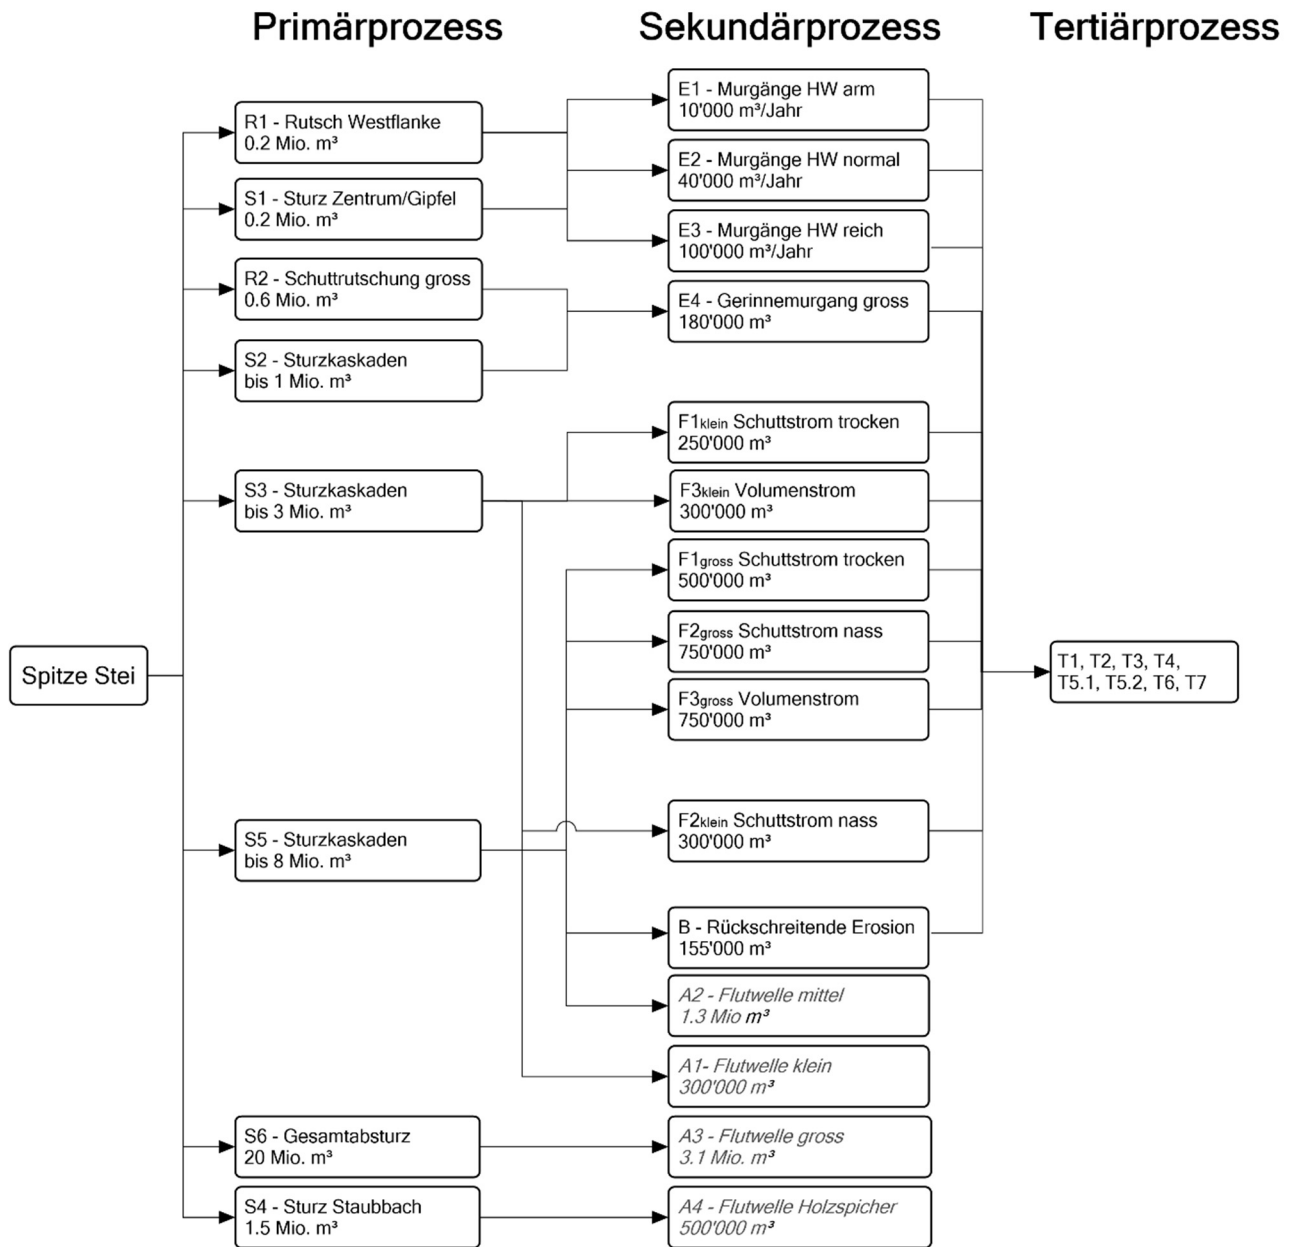 Primärprozess
Sekundärprozess
Tertiärprozess
Spitze Stei
R1 - Rutsch Westflanke
0.2 Mio. m³
S1 - Sturz Zentrum/Gipfel
0.2 Mio. m³
R2 - Schuttrutschung gross
0.6 Mio. m³
S2 - Sturzkaskaden
bis 1 Mio. m³
S3 - Sturzkaskaden
bis 3 Mio. m³
S5 - Sturzkaskaden
bis 8 Mio. m³
S6 - Gesamtabsturz
20 Mio. m³
S4 - Sturz Staubbach
1.5 Mio. m³
E1 - Murgänge HW arm
10'000 m³/Jahr
E2 - Murgänge HW normal
40'000 m³/Jahr
E3 - Murgänge HW reich
100'000 m³/Jahr
E4 - Gerinnemurgang gross
180'000 m³
F1klein Schuttstrom trocken
250'000 m³
F3klein Volumenstrom
300'000 m³
F1gross Schuttstrom trocken
500'000 m³
F2gross Schuttstrom nass
750'000 m³
F3gross Volumenstrom
750'000 m³
F2klein Schuttstrom nass
300'000 m³
B - Rückschreitende Erosion
155'000 m³
A2 - Flutwelle mittel
1.3 Mio m³
A1- Flutwelle klein
300'000 m³
A3 - Flutwelle gross
3.1 Mio. m³
A4 - Flutwelle Holzspicher
500'000 m³
T1, T2, T3, T4,
T5.1, T5.2, T6, T7